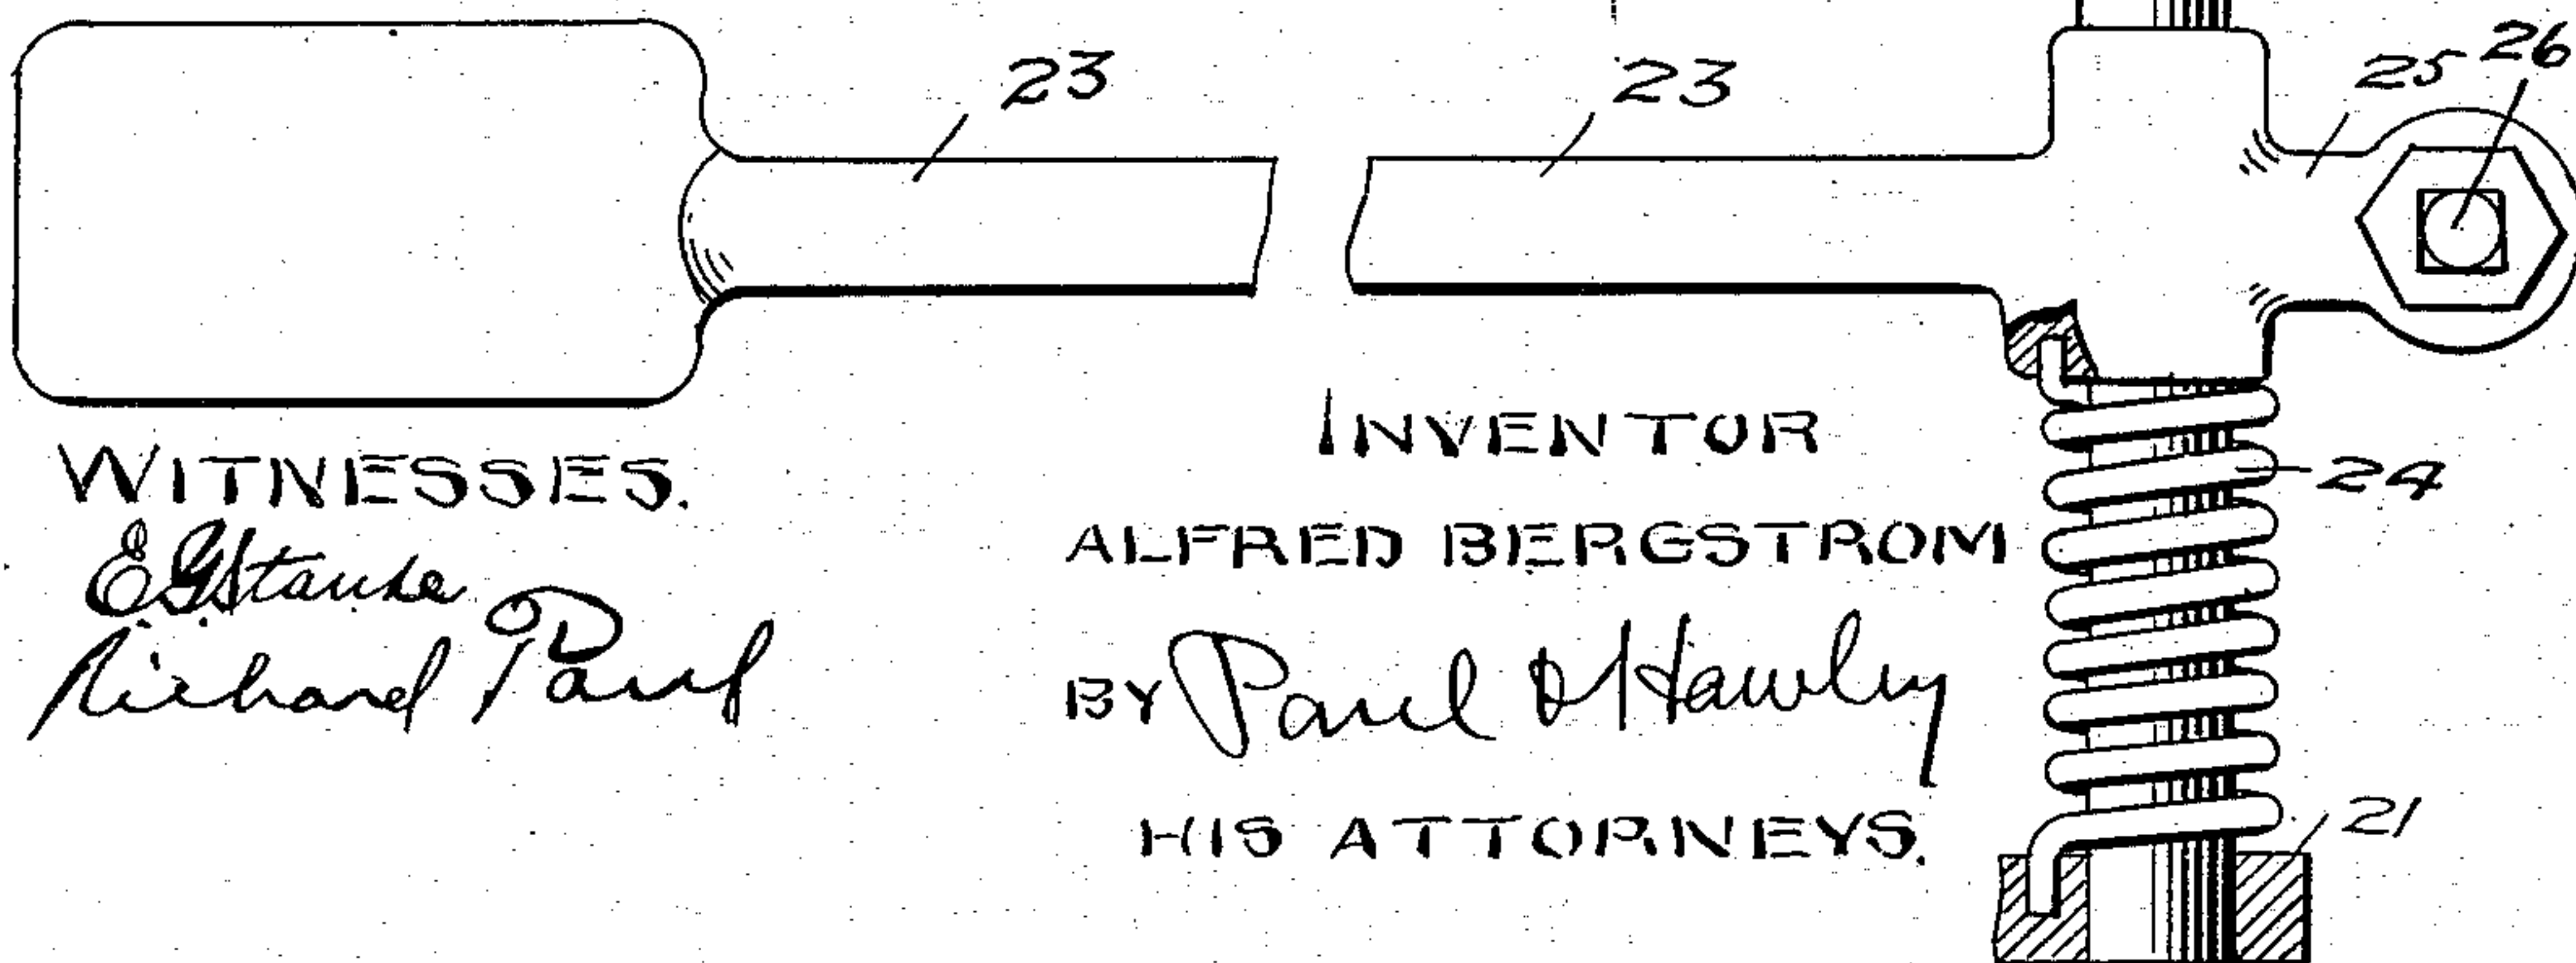 26
25
23
23
WITNESSES.
Richard Paul
INVENTOR
ALFRED BERGSTROM
BY Paul & Hawley
HIS ATTORNEYS.
24
21